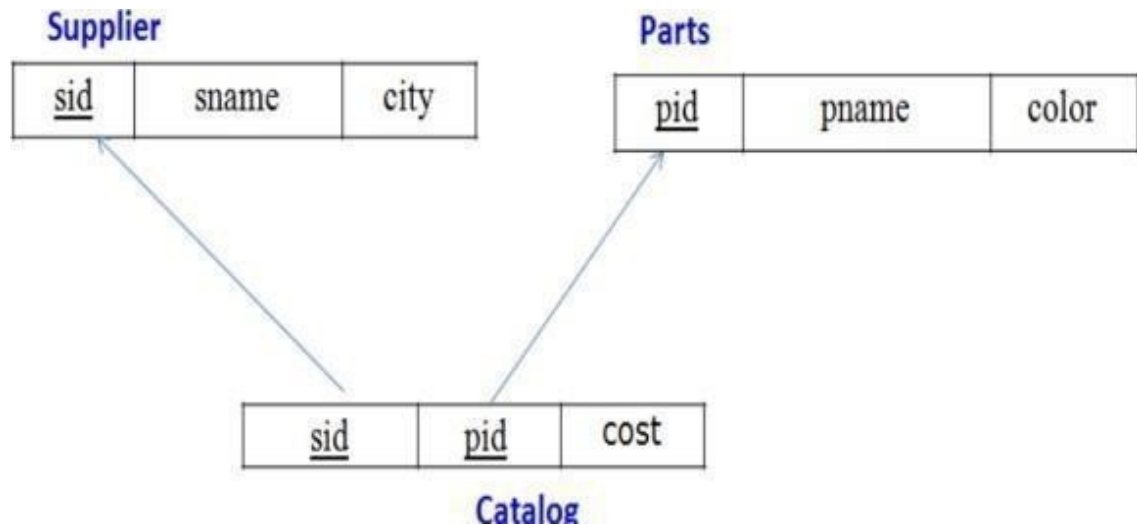 Supplier
Parts
sid sname city
pid pname color
sid pid cost
Catalog